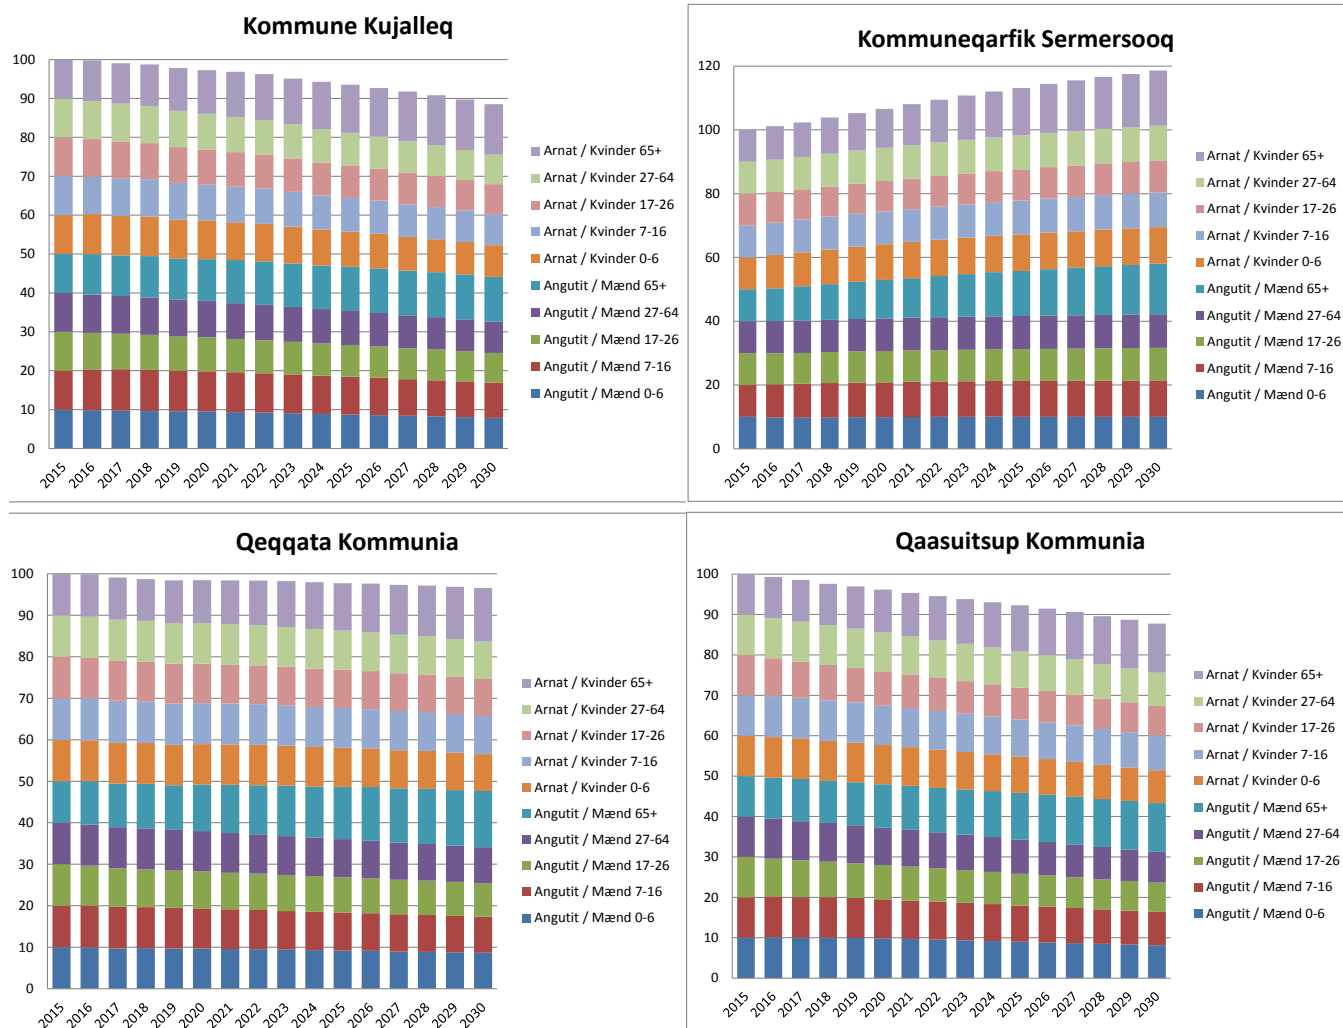 Kommune Kujalleq
100
90
80
70
60
50
40
30
20
10
0
2015 2016 2017 2018 2019 2020 2021 2022 2023 2024 2025 2026 2027 2028 2029 2030
Arnat / Kvinder 65+
Arnat / Kvinder 27-64
Arnat / Kvinder 17-26
Arnat / Kvinder 7-16
Arnat / Kvinder 0-6
Angutit / Mænd 65+
Angutit / Mænd 27-64
Angutit / Mænd 17-26
Angutit / Mænd 7-16
Angutit / Mænd 0-6
Kommuneqarfik Sermersooq
120
100
80
60
40
20
0
2015 2016 2017 2018 2019 2020 2021 2022 2023 2024 2025 2026 2027 2028 2029 2030
Arnat / Kvinder 65+
Arnat / Kvinder 27-64
Arnat / Kvinder 17-26
Arnat / Kvinder 7-16
Arnat / Kvinder 0-6
Angutit / Mænd 65+
Angutit / Mænd 27-64
Angutit / Mænd 17-26
Angutit / Mænd 7-16
Angutit / Mænd 0-6
Qeqqata Kommunia
100
90
80
70
60
50
40
30
20
10
0
2015 2016 2017 2018 2019 2020 2021 2022 2023 2024 2025 2026 2027 2028 2029 2030
Arnat / Kvinder 65+
Arnat / Kvinder 27-64
Arnat / Kvinder 17-26
Arnat / Kvinder 7-16
Arnat / Kvinder 0-6
Angutit / Mænd 65+
Angutit / Mænd 27-64
Angutit / Mænd 17-26
Angutit / Mænd 7-16
Angutit / Mænd 0-6
Qaasuitsup Kommunia
100
90
80
70
60
50
40
30
20
10
0
2015 2016 2017 2018 2019 2020 2021 2022 2023 2024 2025 2026 2027 2028 2029 2030
Arnat / Kvinder 65+
Arnat / Kvinder 27-64
Arnat / Kvinder 17-26
Arnat / Kvinder 7-16
Arnat / Kvinder 0-6
Angutit / Mænd 65+
Angutit / Mænd 27-64
Angutit / Mænd 17-26
Angutit / Mænd 7-16
Angutit / Mænd 0-6